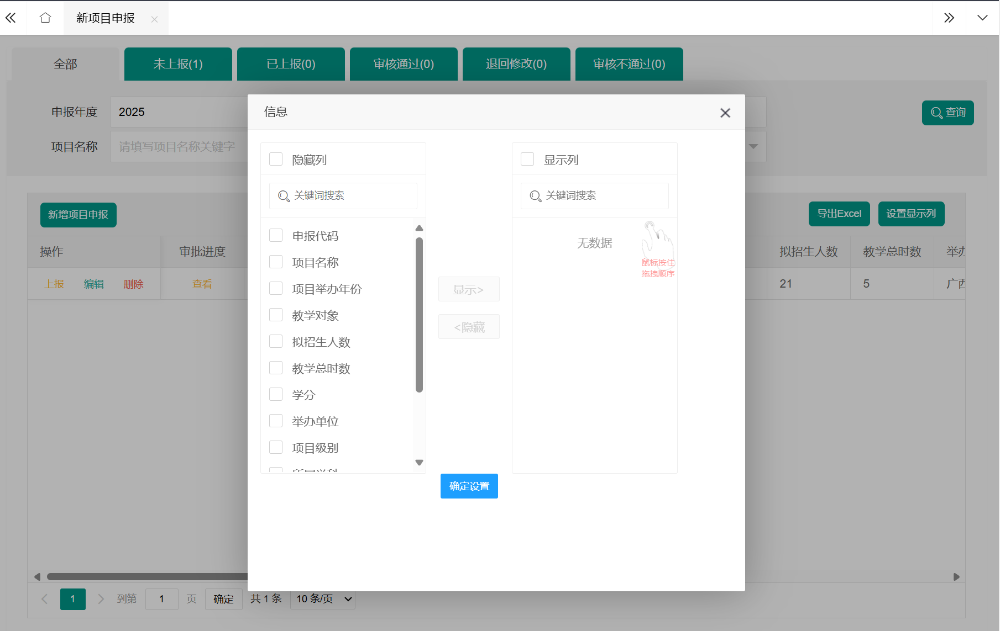 新项目申报
全部
未上报(1)
已上报(0)
审核通过(0)
退回修改(0)
审核不通过(0)
申报年度
2025
查询
项目名称
请填写项目名称关键字
新增项目申报
导出Excel
设置显示列
操作
审批进度
拟招生人数
教学总时数
举办
上报
编辑
删除
查看
21
5
广西
信息
隐藏列
关键词搜索
申报代码
项目名称
项目举办年份
教学对象
拟招生人数
教学总时数
学分
举办单位
项目级别
所属学科
显示>
<隐藏
显示列
关键词搜索
无数据
鼠标按住
拖拽顺序
确定设置
1
到第
1
页
确定
共 1 条
10 条/页